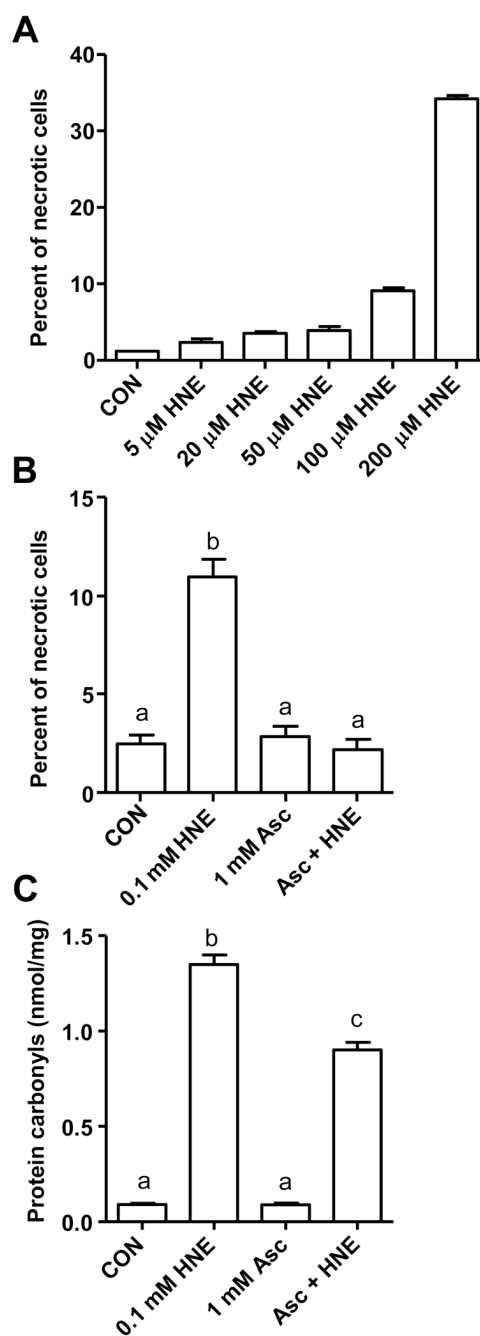 A
Percent of necrotic cells
40
30
20
10
0
CON
5 μM HNE
20 μM HNE
50 μM HNE
100 μM HNE
200 μM HNE
B
Percent of necrotic cells
15
10
5
0
a
b
a
a
CON
0.1 mM HNE
1 mM Asc
Asc + HNE
C
Protein carbonyls (nmol/mg)
1.5
1.0
0.5
0.0
a
b
a
c
CON
0.1 mM HNE
1 mM Asc
Asc + HNE